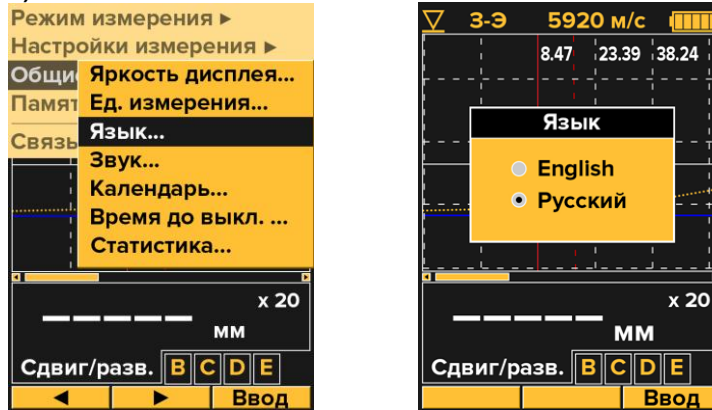 Режим измерения ►
Настройки измерения ►
Общи
Яркость дисплея...
Памят
Ед. измерения...
Язык...
Связь
Звук...
Календарь...
Время до выкл. ...
Статистика...
x 20
мм
Сдвиг/разв. B C D E
◄ ► Ввод
З-Э 5920 м/с
8.47 23.39 38.24
Язык
English
Русский
x 20
мм
Сдвиг/разв. B C D E
Ввод